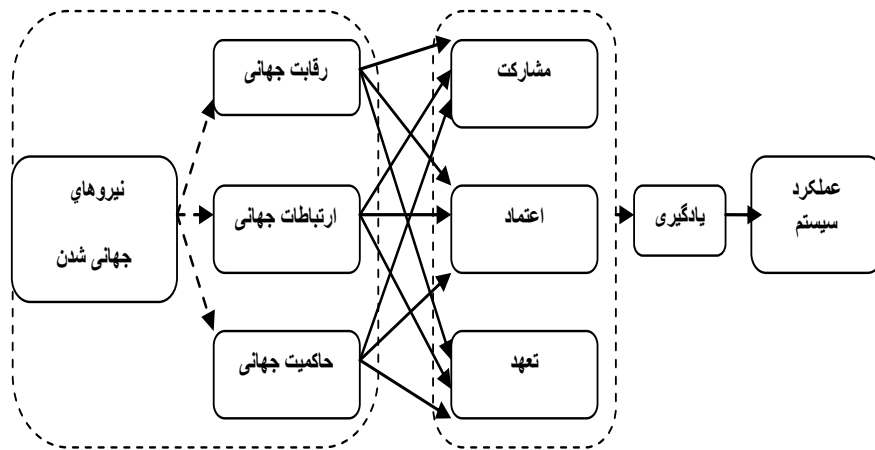 رقابت جهانی
مشارکت
نیروهاي
جهانی شدن
ارتباطات جهانی
اعتماد
یادگیری
عملکرد
سیستم
حاکمیت جهانی
تعهد